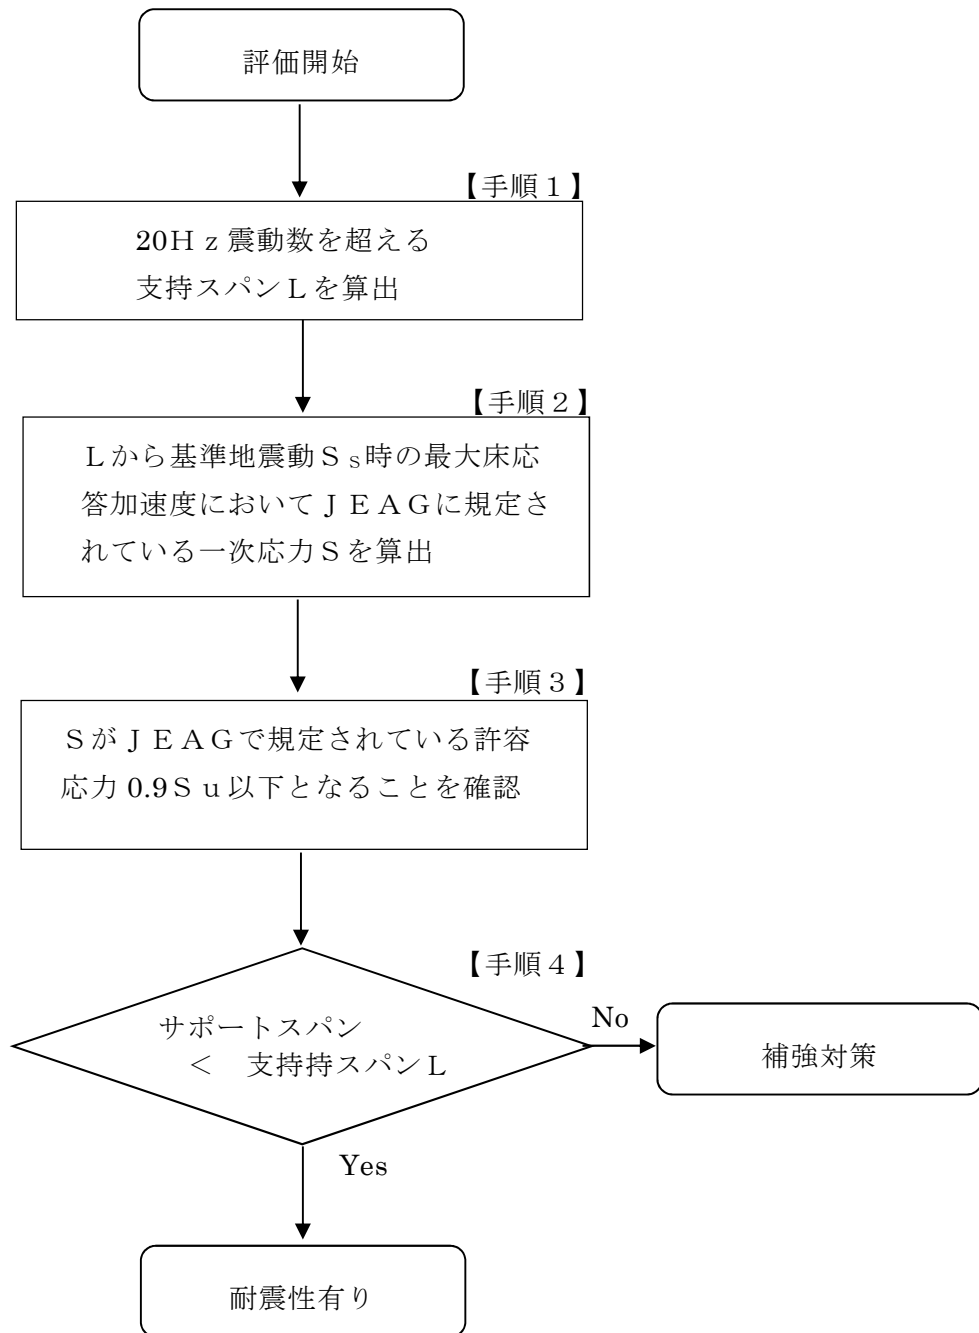 評価開始
【手順１】
20Ｈｚ震動数を超える
支持スパンＬを算出
【手順２】
Ｌから基準地震動Ｓｓ時の最大床応
答加速度においてＪＥＡＧに規定さ
れている一次応力Ｓを算出
【手順３】
ＳがＪＥＡＧで規定されている許容
応力 0.9Ｓｕ以下となることを確認
【手順４】
サポートスパン
＜　支持持スパンＬ
No
補強対策
Yes
耐震性有り